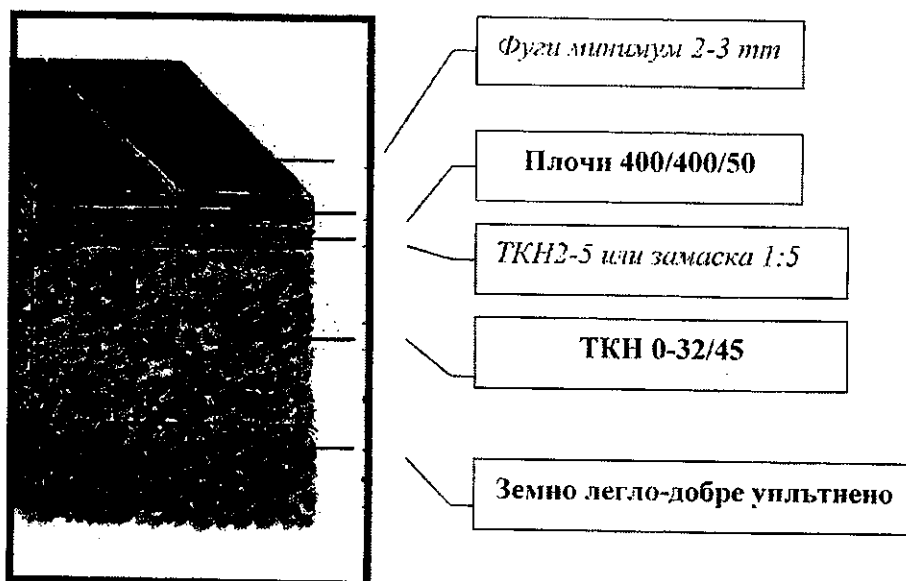 Фуги минимум 2-3 mm
Плочи 400/400/50
ТКН2-5 или замаска 1:5
ТКН 0-32/45
Земно легло-добре уплътнено